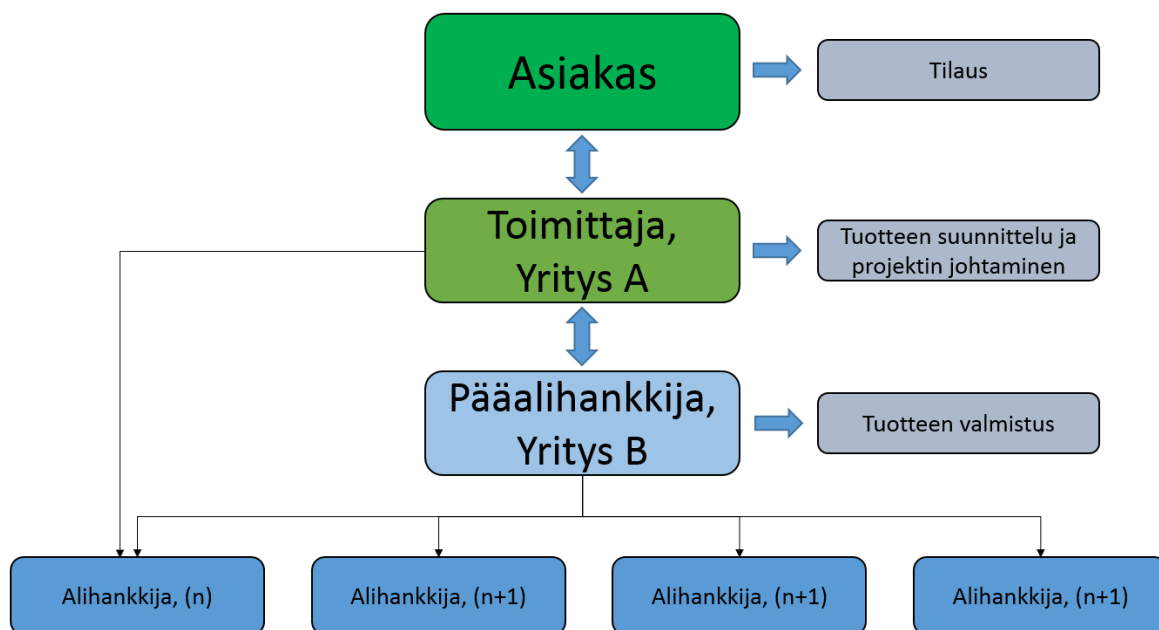 Asiakas
Tilaus
Toimittaja,
Yritys A
Tuotteen suunnittelu ja
projektin johtaminen
Pääalihankkija,
Yritys B
Tuotteen valmistus
Alihankkija, (n)
Alihankkija, (n+1)
Alihankkija, (n+1)
Alihankkija, (n+1)